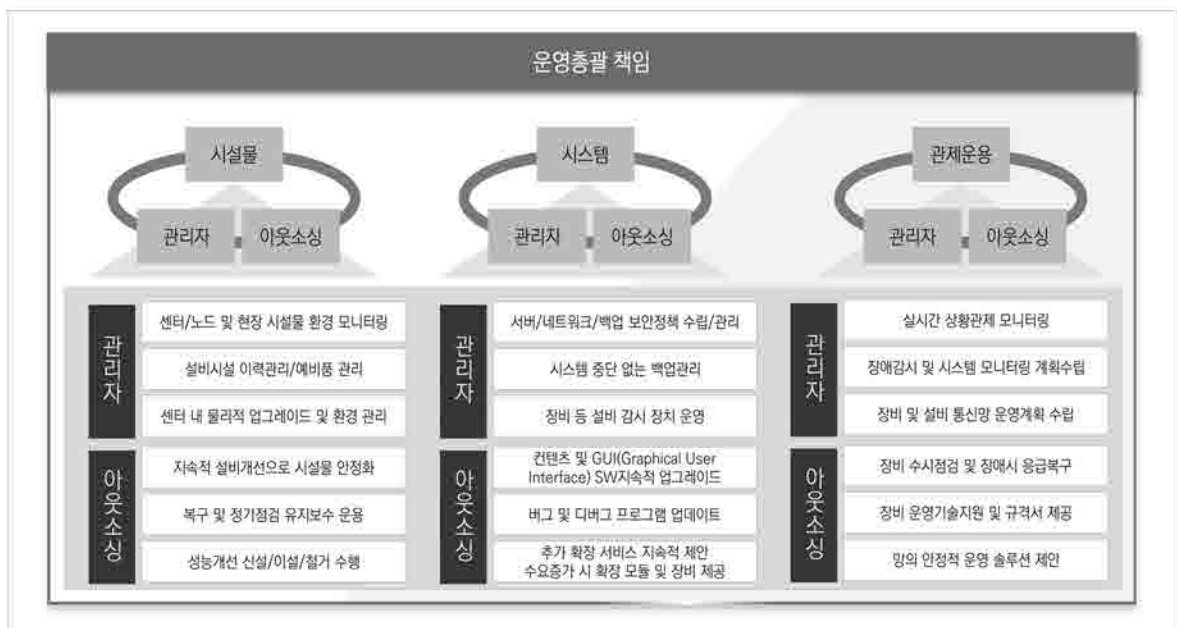 운영총괄 책임
시설물
관리자
아웃소싱
시스템
관리자
아웃소싱
관제운용
관리자
아웃소싱
관리자
센터/노드 및 현장 시설물 환경 모니터링
설비시설 이력관리/예비품 관리
센터 내 물리적 업그레이드 및 환경 관리
아웃소싱
지속적 설비개선으로 시설물 안정화
복구 및 정기점검 유지보수 운용
성능개선 신설/이설/철거 수행
관리자
서버/네트워크/백업 보안정책 수립/관리
시스템 중단 없는 백업관리
장비 등 설비 감시 장치 운영
아웃소싱
컨텐츠 및 GUI(Graphical User
Interface) SW지속적 업그레이드
버그 및 디버그 프로그램 업데이트
추가 확장 서비스 지속적 제안
수요증가 시 확장 모듈 및 장비 제공
관리자
실시간 상황관제 모니터링
장애감시 및 시스템 모니터링 계획수립
장비 및 설비 통신망 운영계획 수립
아웃소싱
장비 수시점검 및 장애시 응급복구
장비 운영기술지원 및 규격서 제공
망의 안정적 운영 솔루션 제안